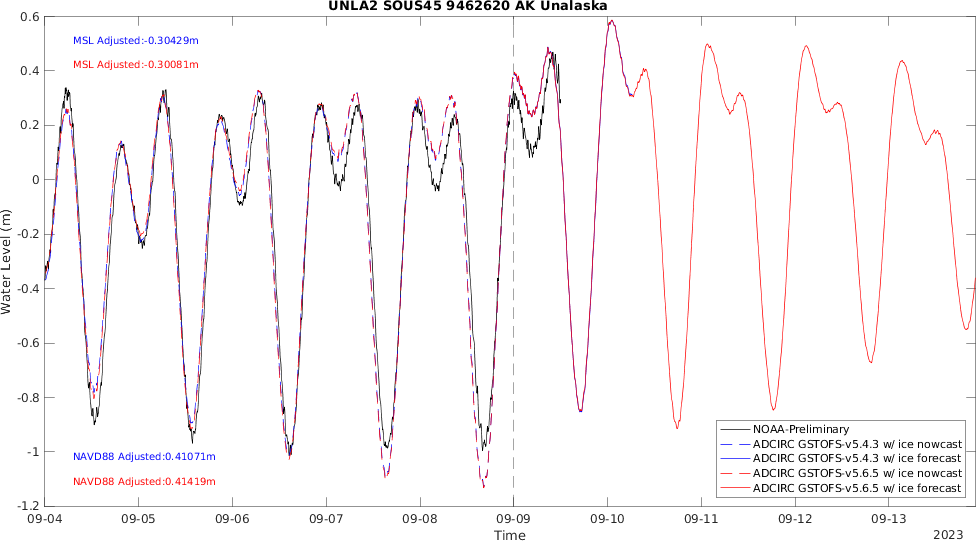 UNLA2 SOUS45 9462620 AK Unalaska
0.6
0.4
0.2
0
-0.2
-0.4
-0.6
-0.8
-1
-1.2
Water Level (m)
MSL Adjusted:-0.30429m
MSL Adjusted:-0.30081m
NAVD88 Adjusted:0.41071m
NAVD88 Adjusted:0.41419m
NOAA-Preliminary
ADCIRC GSTOFS-v5.4.3 w/ ice nowcast
ADCIRC GSTOFS-v5.4.3 w/ ice forecast
ADCIRC GSTOFS-v5.6.5 w/ ice nowcast
ADCIRC GSTOFS-v5.6.5 w/ ice forecast
09-04 09-05 09-06 09-07 09-08 09-09 09-10 09-11 09-12 09-13
Time
2023